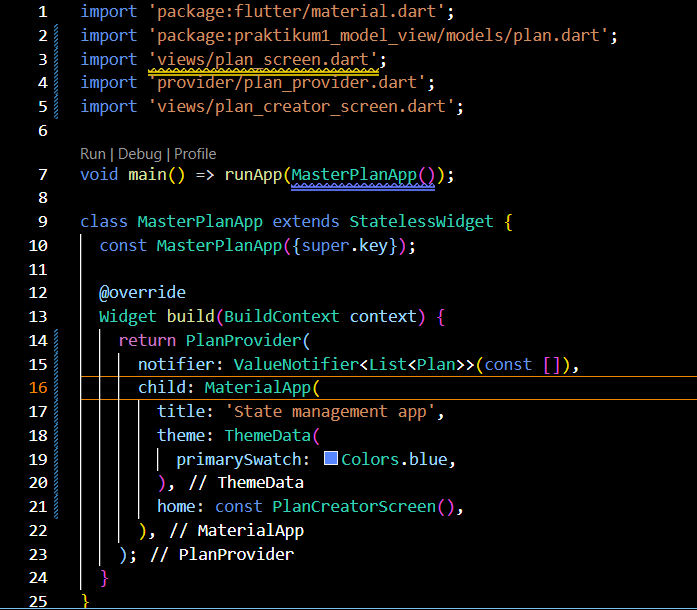 1 import 'package:flutter/material.dart';
2 import 'package:praktikum1_model_view/models/plan.dart';
3 import 'views/plan_screen.dart';
4 import 'provider/plan_provider.dart';
5 import 'views/plan_creator_screen.dart';
6
Run | Debug | Profile
7 void main() => runApp(MasterPlanApp());
8
9 class MasterPlanApp extends StatelessWidget {
10   const MasterPlanApp({super.key});
11
12   @override
13   Widget build(BuildContext context) {
14     return PlanProvider(
15       notifier: ValueNotifier<List<Plan>>(const []),
16       child: MaterialApp(
17         title: 'State management app',
18         theme: ThemeData(
19           primarySwatch: Colors.blue,
20         ), // ThemeData
21         home: const PlanCreatorScreen(),
22       ), // MaterialApp
23     ); // PlanProvider
24   }
25 }